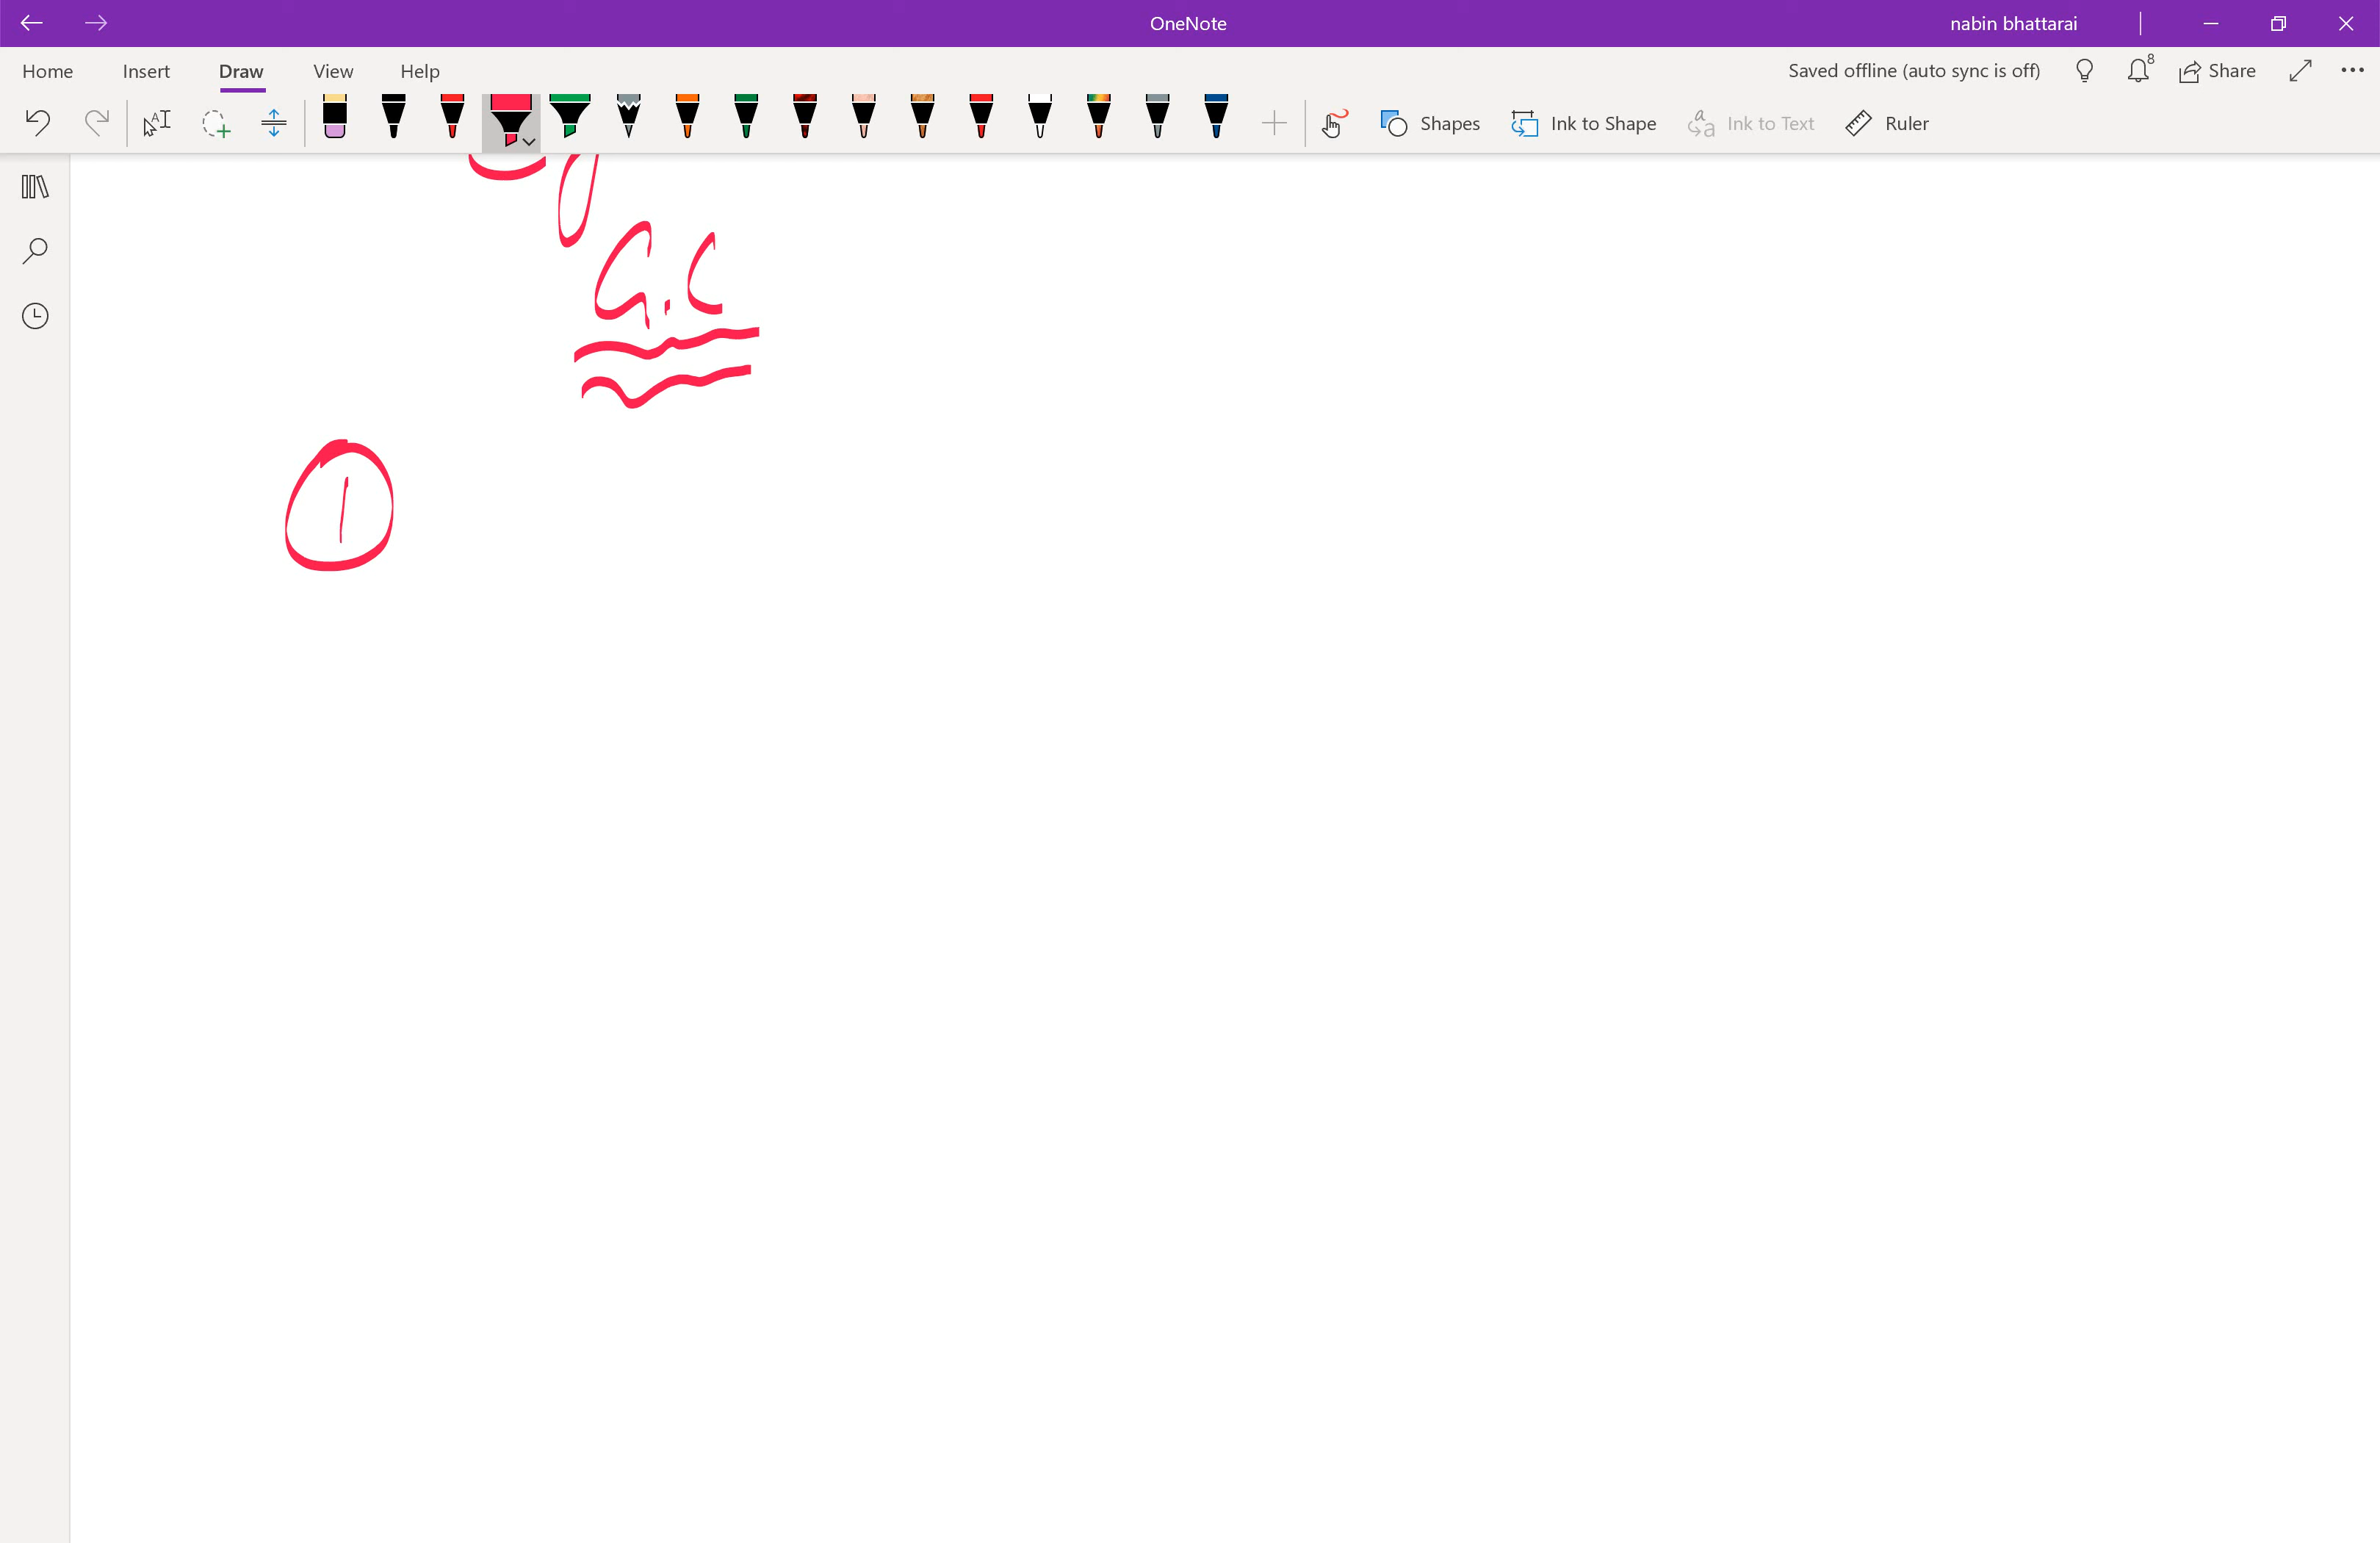 OneNote
nabin bhattarai
Home Insert Draw View Help
Saved offline (auto sync is off)
8
Share
Shapes
Ink to Shape
Ink to Text
Ruler
G.C
1